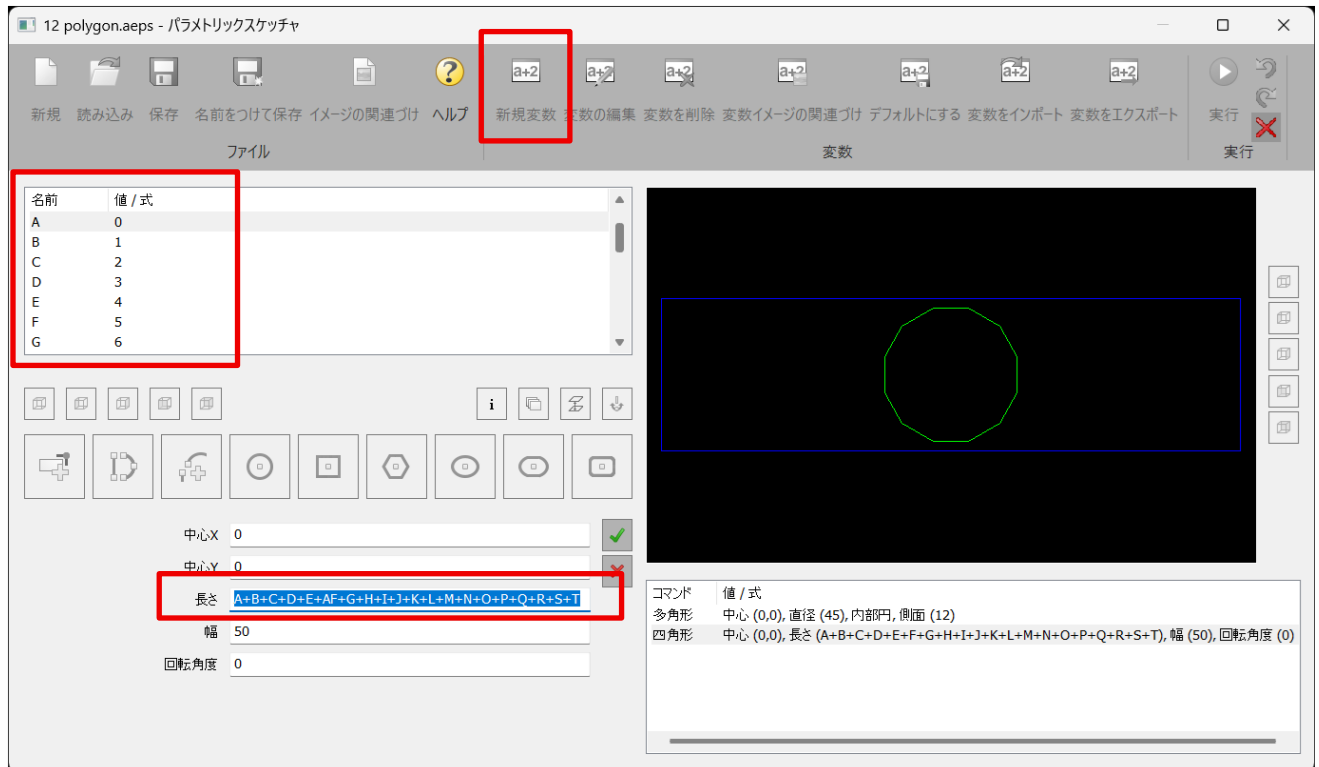 12 polygon.aeps - パラメトリックスケッチャ
a+2 a+2 a+2 a+2 a+2 a+2 a+2
新規 読み込み 保存 名前をつけて保存 イメージの関連づけ ヘルプ 新規変数 変数の編集 変数を削除 変数イメージの関連づけ デフォルトにする 変数をインポート 変数をエクスポート 実行
ファイル 変数 実行
名前 値 / 式
A 0
B 1
C 2
D 3
E 4
F 5
G 6
i
中心X 0
中心Y 0
長さ A+B+C+D+E+AF+G+H+I+J+K+L+M+N+O+P+Q+R+S+T
幅 50
回転角度 0
コマンド 値 / 式
多角形 中心 (0,0), 直径 (45), 内部円, 側面 (12)
四角形 中心 (0,0), 長さ (A+B+C+D+E+F+G+H+I+J+K+L+M+N+O+P+Q+R+S+T), 幅 (50), 回転角度 (0)